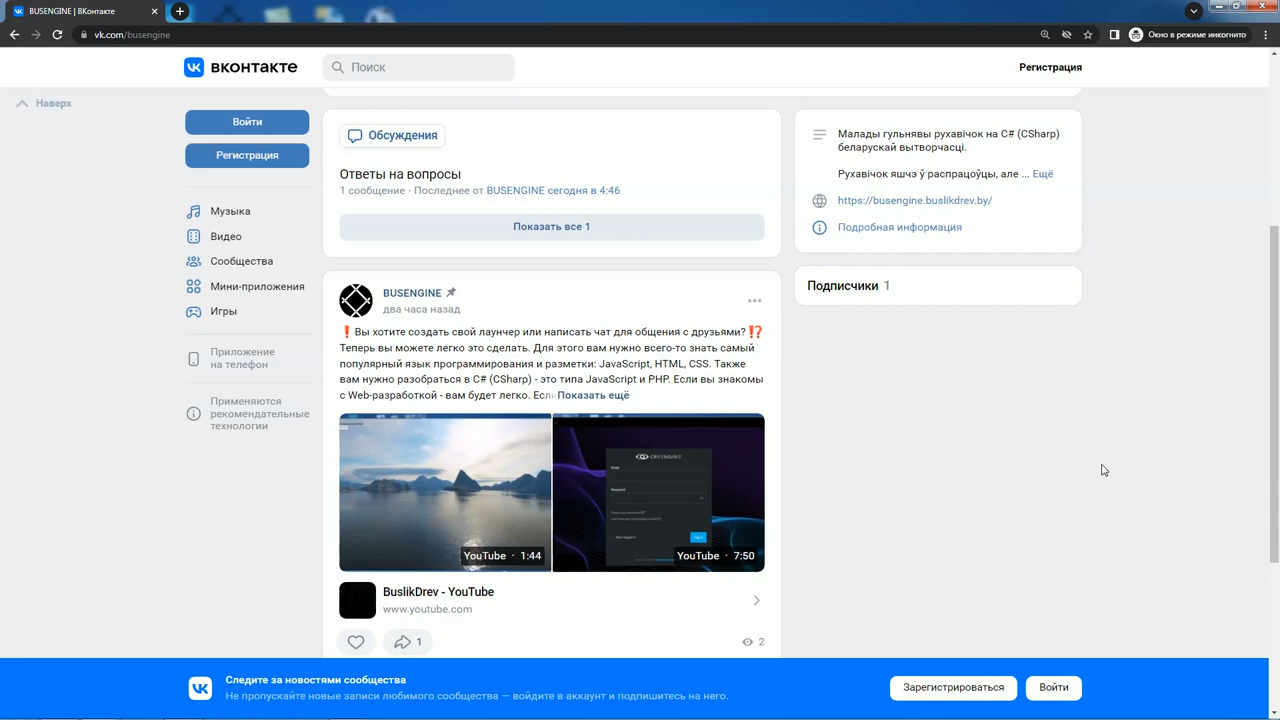 BUSENGINE | ВКонтакте
vk.com/busengine
Окно в режиме инкогнито
вконтакте
Поиск
Регистрация
Наверх
Войти
Регистрация
Музыка
Видео
Сообщества
Мини-приложения
Игры
Приложение
на телефон
Применяются
рекомендательные
технологии
Обсуждения
Ответы на вопросы
1 сообщение · Последнее от BUSENGINE сегодня в 4:46
Показать все 1
BUSENGINE
два часа назад
❗ Вы хотите создать свой лаунчер или написать чат для общения с друзьями? ⁉
Теперь вы можете легко это сделать. Для этого вам нужно всего-то знать самый
популярный язык программирования и разметки: JavaScript, HTML, CSS. Также
вам нужно разобраться в C# (CSharp) - это типа JavaScript и PHP. Если вы знакомы
с Web-разработкой - вам будет легко. Если Показать ещё
YouTube · 1:44
CRYENGINE
Email
Password
Log in
YouTube · 7:50
BuslikDrev - YouTube
www.youtube.com
1
2
Малады гульнявы рухавічок на C# (CSharp)
беларускай вытворчасці.
Рухавічок яшчэ ў распрацоўцы, але ... Ещё
https://busengine.buslikdrev.by/
Подробная информация
Подписчики 1
Следите за новостями сообщества
Не пропускайте новые записи любимого сообщества — войдите в аккаунт и подпишитесь на него.
Зарегистрироваться
Войти